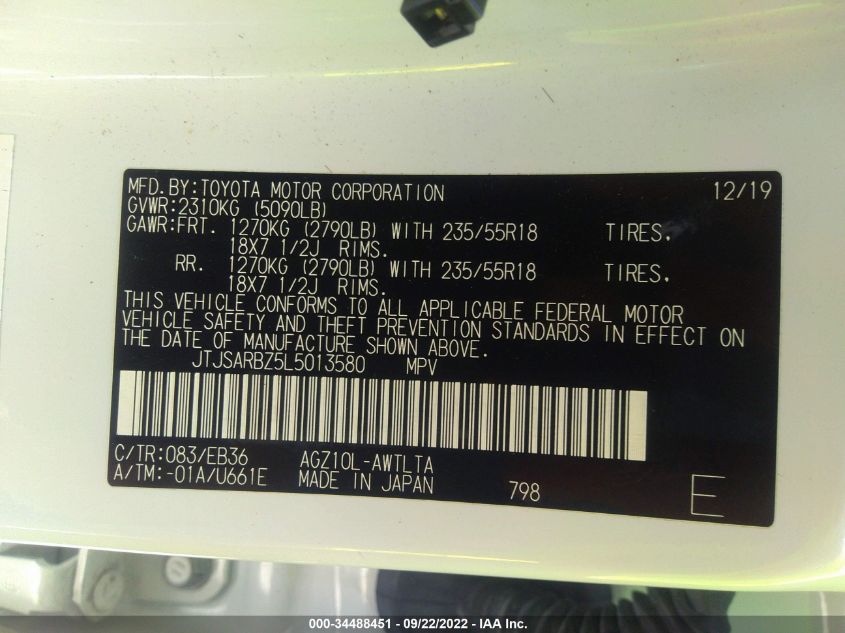 MFD.BY:TOYOTA MOTOR CORPORATION 12/19
GVWR:2310KG (5090LB)
GAWR:FRT. 1270KG (2790LB) WITH 235/55R18 TIRES.
18X7 1/2J RIMS.
RR. 1270KG (2790LB) WITH 235/55R18 TIRES.
18X7 1/2J RIMS.
THIS VEHICLE CONFORMS TO ALL APPLICABLE FEDERAL MOTOR
VEHICLE SAFETY AND THEFT PREVENTION STANDARDS IN EFFECT ON
THE DATE OF MANUFACTURE SHOWN ABOVE.
JTJSARBZ5L5013580 MPV
C/TR:083/EB36 AGZ10L-AWTLTA
A/TM:-01A/U661E MADE IN JAPAN 798 E
000-34488451 - 09/22/2022 - IAA Inc.